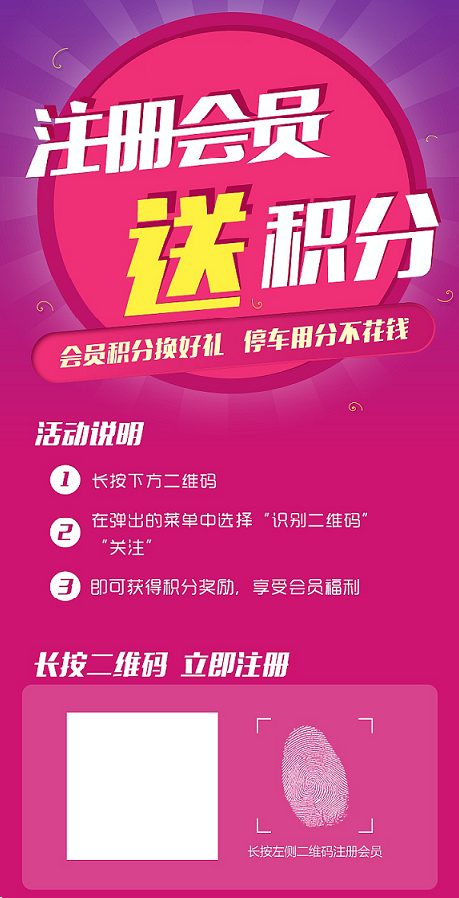 注册会员
送积分
会员积分换好礼 停车用分不花钱
活动说明
1 长按下方二维码
2 在弹出的菜单中选择“识别二维码”
“关注”
3 即可获得积分奖励，享受会员福利
长按二维码 立即注册
长按左侧二维码注册会员